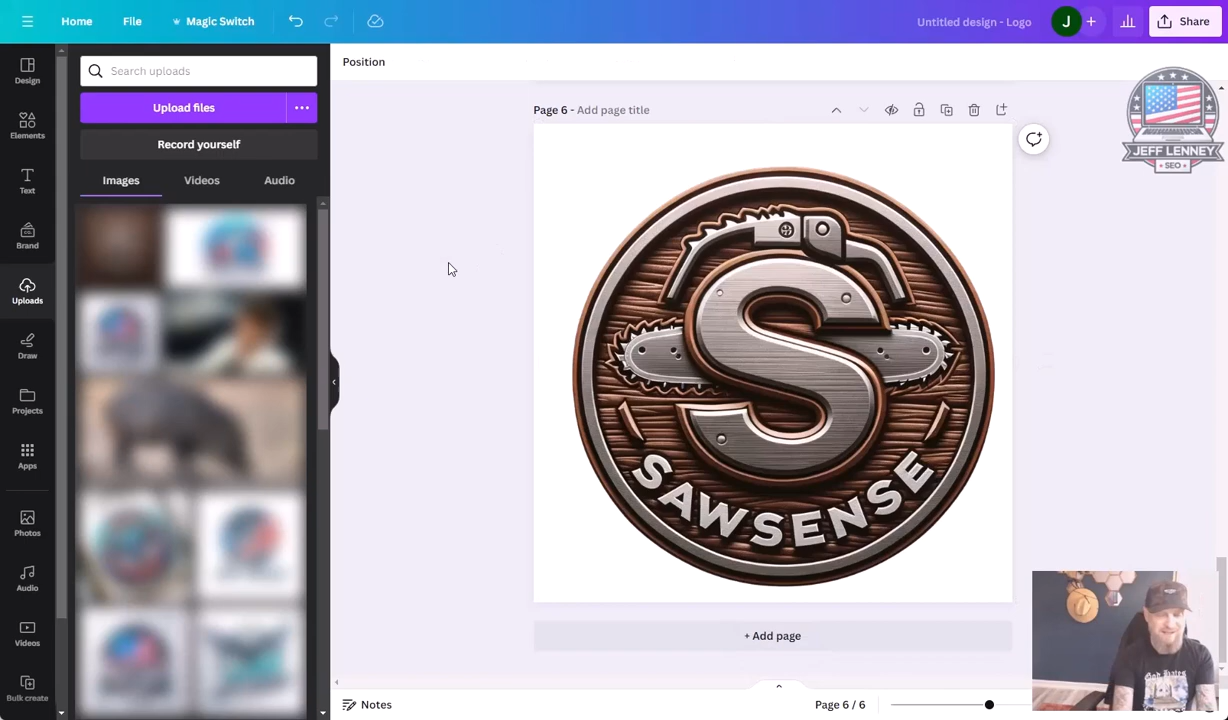 Home
File
Magic Switch
Untitled design - Logo
J
+
Share
Design
Elements
Text
Brand
Uploads
Draw
Projects
Apps
Photos
Audio
Videos
Bulk create
Search uploads
Upload files
Record yourself
Images
Videos
Audio
Position
Page 6 - Add page title
S
SAWSENSE
+ Add page
Notes
Page 6 / 6
JEFF LENNEY
SEO